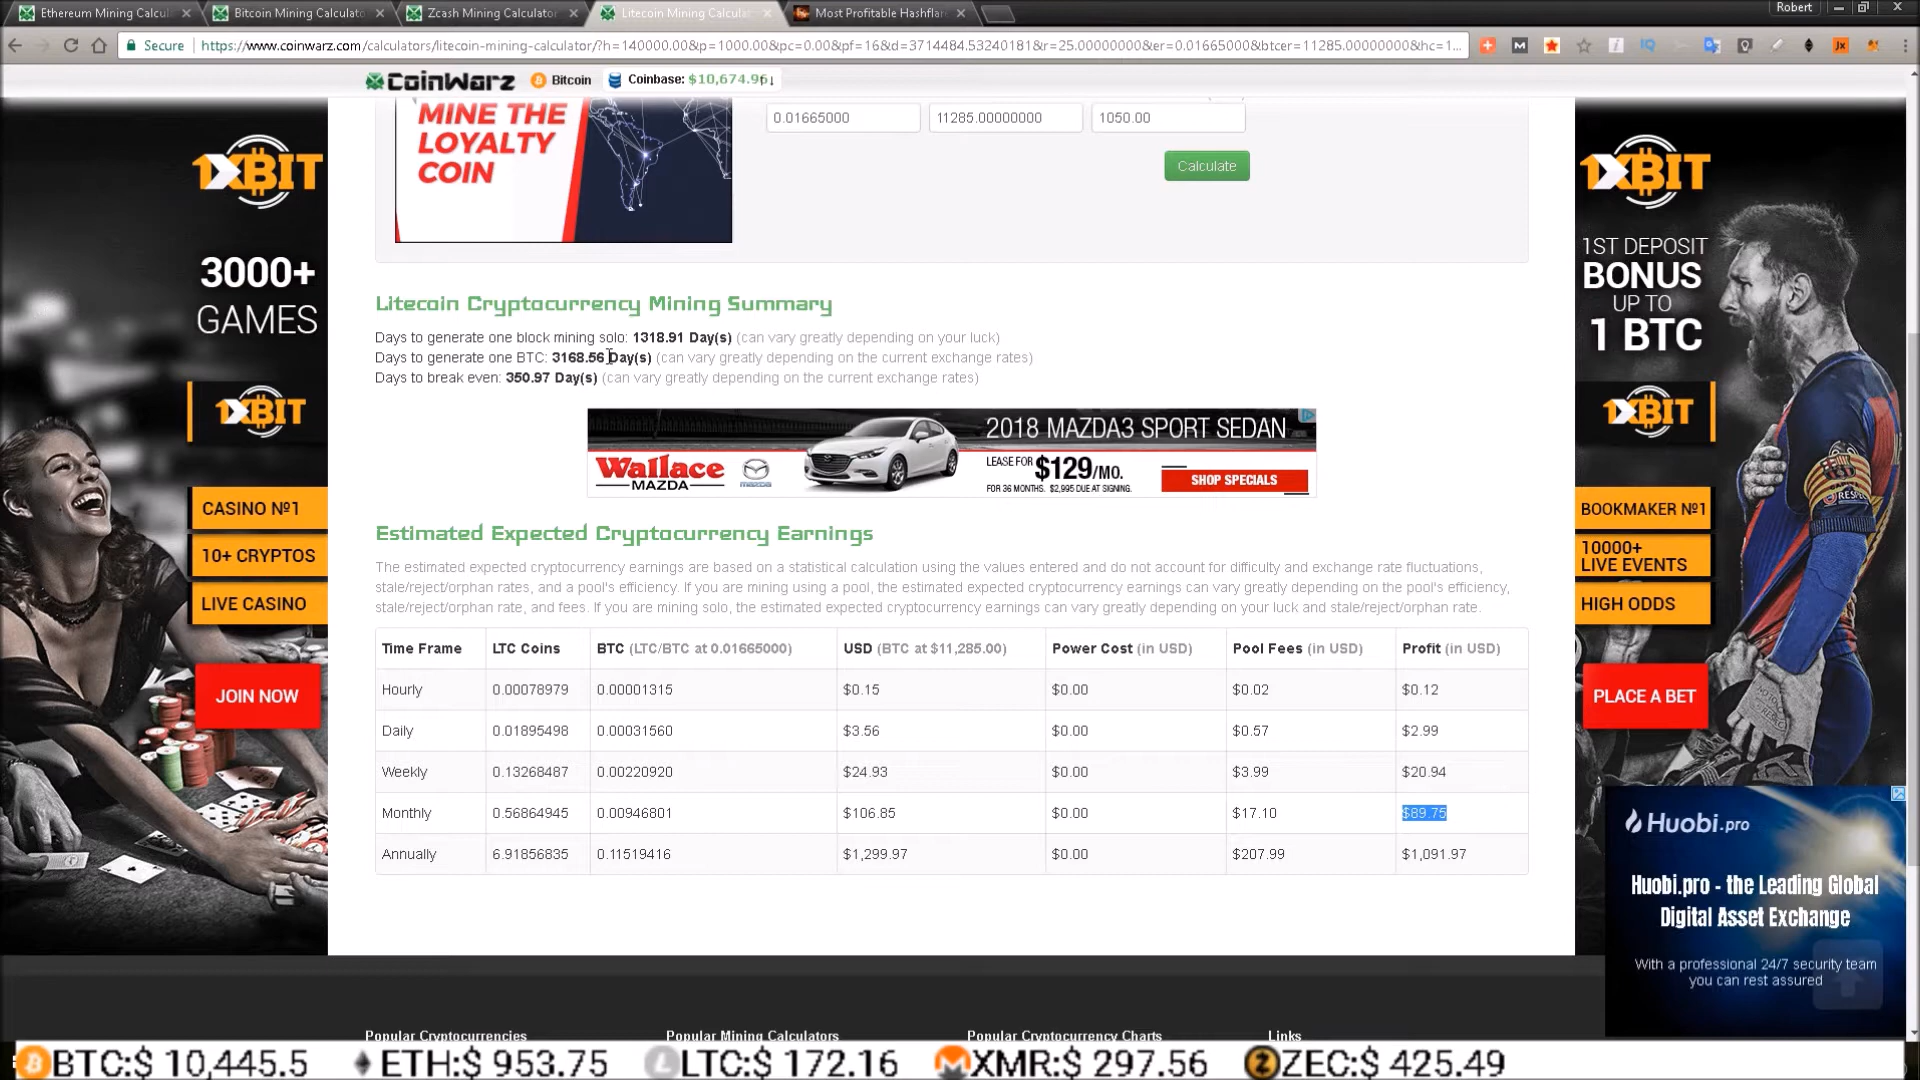 Ethereum Mining Calcul
Bitcoin Mining Calculato
Zcash Mining Calculator
Litecoin Mining Calculat
Most Profitable Hashflar
Robert
Secure
https://www.coinwarz.com/calculators/litecoin-mining-calculator/?h=140000.00&p=1000.00&pc=0.00&pf=16&d=3714484.53240181&r=25.00000000&er=0.01665000&btcer=11285.00000000&hc=1...
CoinWarz
Bitcoin
Coinbase: $10,674.96↓
MINE THE
LOYALTY
COIN
0.01665000
11285.00000000
1050.00
Calculate
1XBIT
3000+
GAMES
1XBIT
CASINO №1
10+ CRYPTOS
LIVE CASINO
JOIN NOW
Litecoin Cryptocurrency Mining Summary
Days to generate one block mining solo: 1318.91 Day(s) (can vary greatly depending on your luck)
Days to generate one BTC: 3168.56 Day(s) (can vary greatly depending on the current exchange rates)
Days to break even: 350.97 Day(s) (can vary greatly depending on the current exchange rates)
2018 MAZDA3 SPORT SEDAN
Wallace
MAZDA
mazda
LEASE FOR $129/MO.
FOR 36 MONTHS. $2,995 DUE AT SIGNING.
SHOP SPECIALS
Estimated Expected Cryptocurrency Earnings
The estimated expected cryptocurrency earnings are based on a statistical calculation using the values entered and do not account for difficulty and exchange rate fluctuations,
stale/reject/orphan rates, and a pool's efficiency. If you are mining using a pool, the estimated expected cryptocurrency earnings can vary greatly depending on the pool's efficiency,
stale/reject/orphan rate, and fees. If you are mining solo, the estimated expected cryptocurrency earnings can vary greatly depending on your luck and stale/reject/orphan rate.
Time Frame LTC Coins BTC (LTC/BTC at 0.01665000) USD (BTC at $11,285.00) Power Cost (in USD) Pool Fees (in USD) Profit (in USD)
Hourly 0.00078979 0.00001315 $0.15 $0.00 $0.02 $0.12
Daily 0.01895498 0.00031560 $3.56 $0.00 $0.57 $2.99
Weekly 0.13268487 0.00220920 $24.93 $0.00 $3.99 $20.94
Monthly 0.56864945 0.00946801 $106.85 $0.00 $17.10 $89.75
Annually 6.91856835 0.11519416 $1,299.97 $0.00 $207.99 $1,091.97
1XBIT
1ST DEPOSIT
BONUS
UP TO
1 BTC
1XBIT
BOOKMAKER №1
10000+
LIVE EVENTS
HIGH ODDS
PLACE A BET
Huobi.pro
Huobi.pro - the Leading Global
Digital Asset Exchange
With a professional 24/7 security team
you can rest assured
Popular Cryptocurrencies
Popular Mining Calculators
Popular Cryptocurrency Charts
Links
BTC:$ 10,445.5
ETH:$ 953.75
LTC:$ 172.16
XMR:$ 297.56
ZEC:$ 425.49